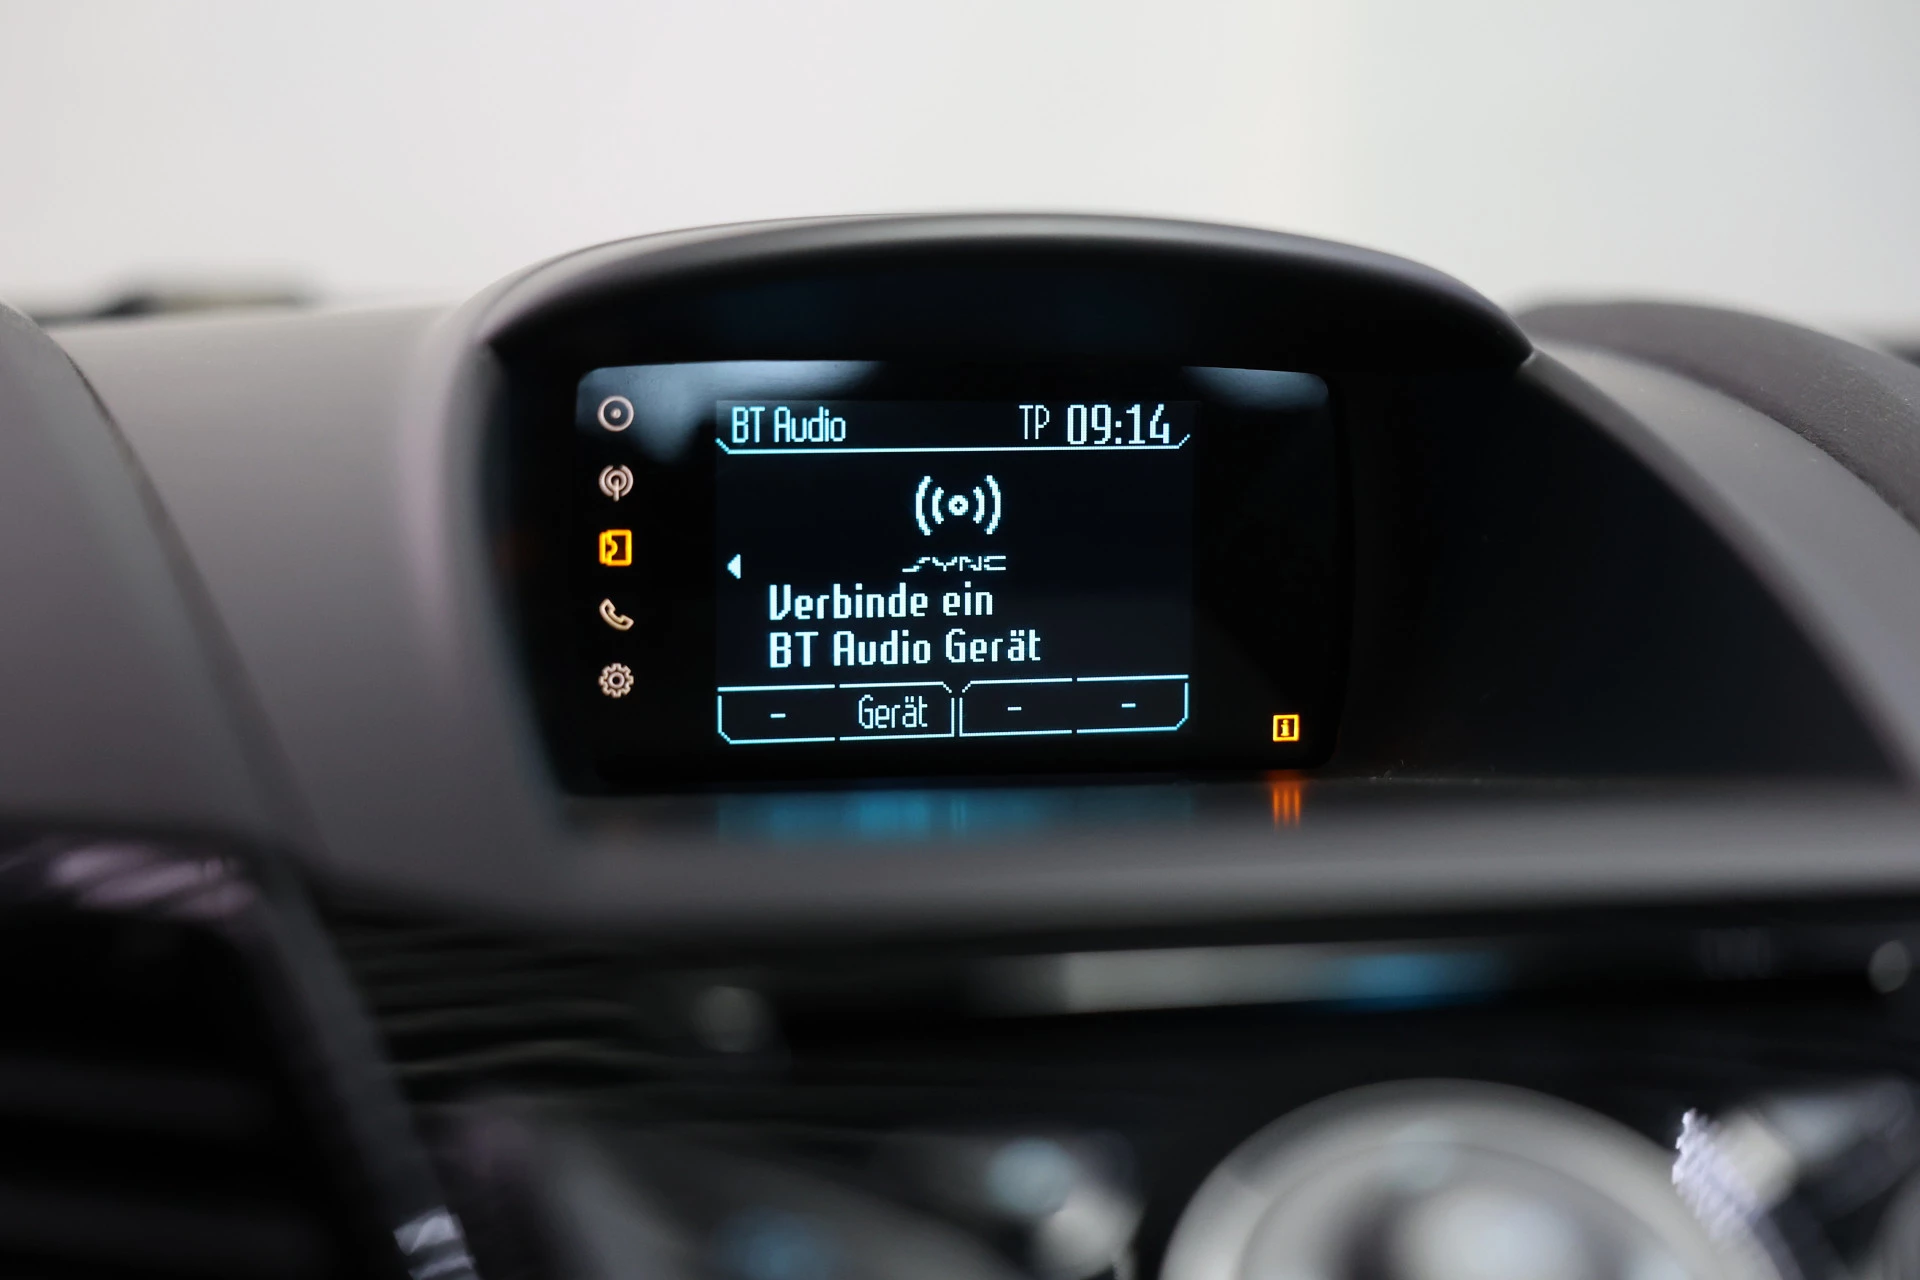 BT Audio TP 09:14
SYNC
Verbinde ein
BT Audio Gerät
- Gerät - -
i